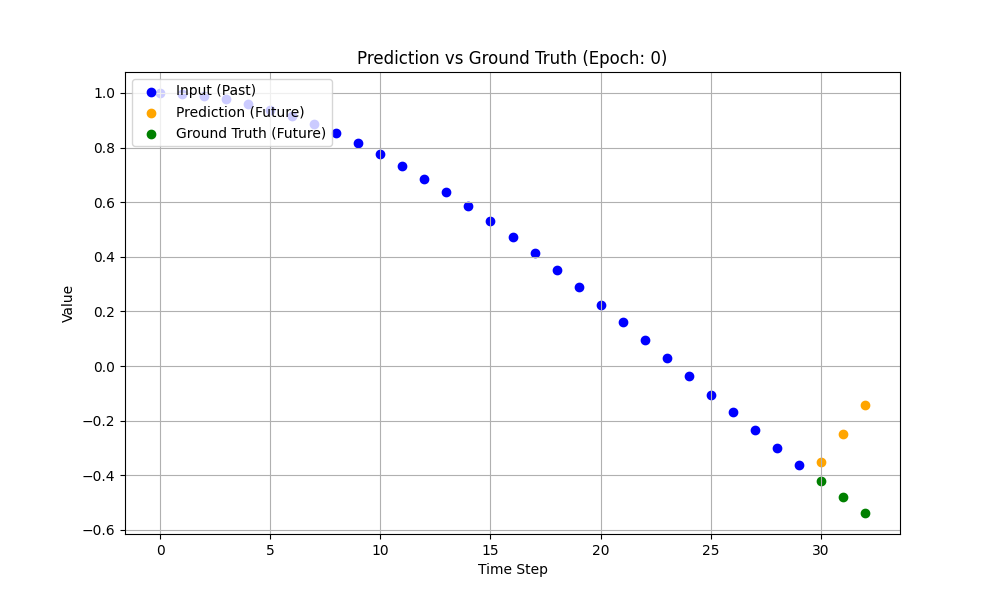 Prediction vs Ground Truth (Epoch: 0)
Input (Past)
Prediction (Future)
Ground Truth (Future)
1.0
0.8
0.6
0.4
0.2
0.0
−0.2
−0.4
−0.6
Value
0 5 10 15 20 25 30
Time Step